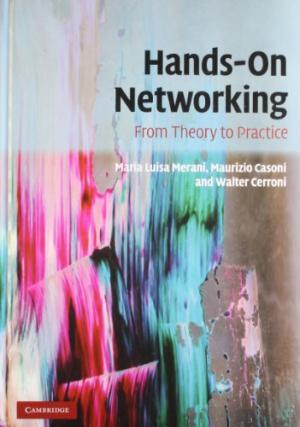 Hands-On
Networking
From Theory to Practice
Maria Luisa Merani, Maurizio Casoni
and Walter Cerroni
CAMBRIDGE